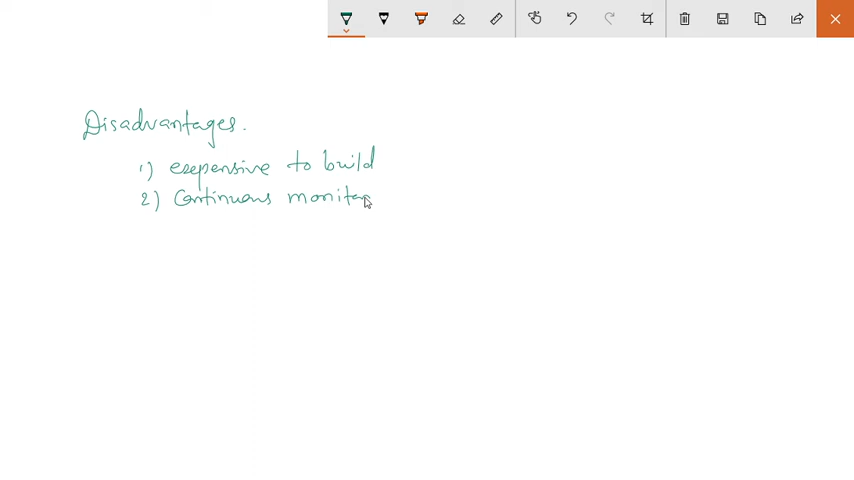 Disadvantages.
1) expensive to build
2) Continuous monitor